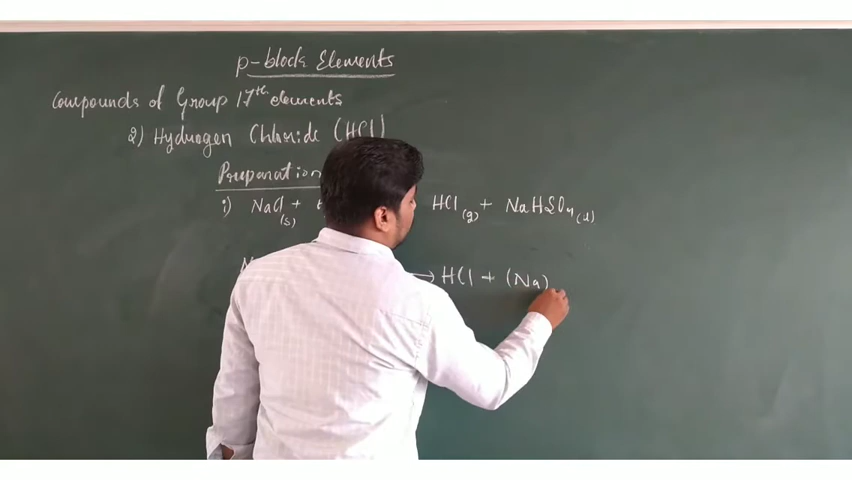 p-block Elements
Compounds of Group 17th elements
2) Hydrogen Chloride (HCl)
Preparation
i) NaCl(s) + HCl(g) + NaHSO4(s)
→ HCl + (Na)